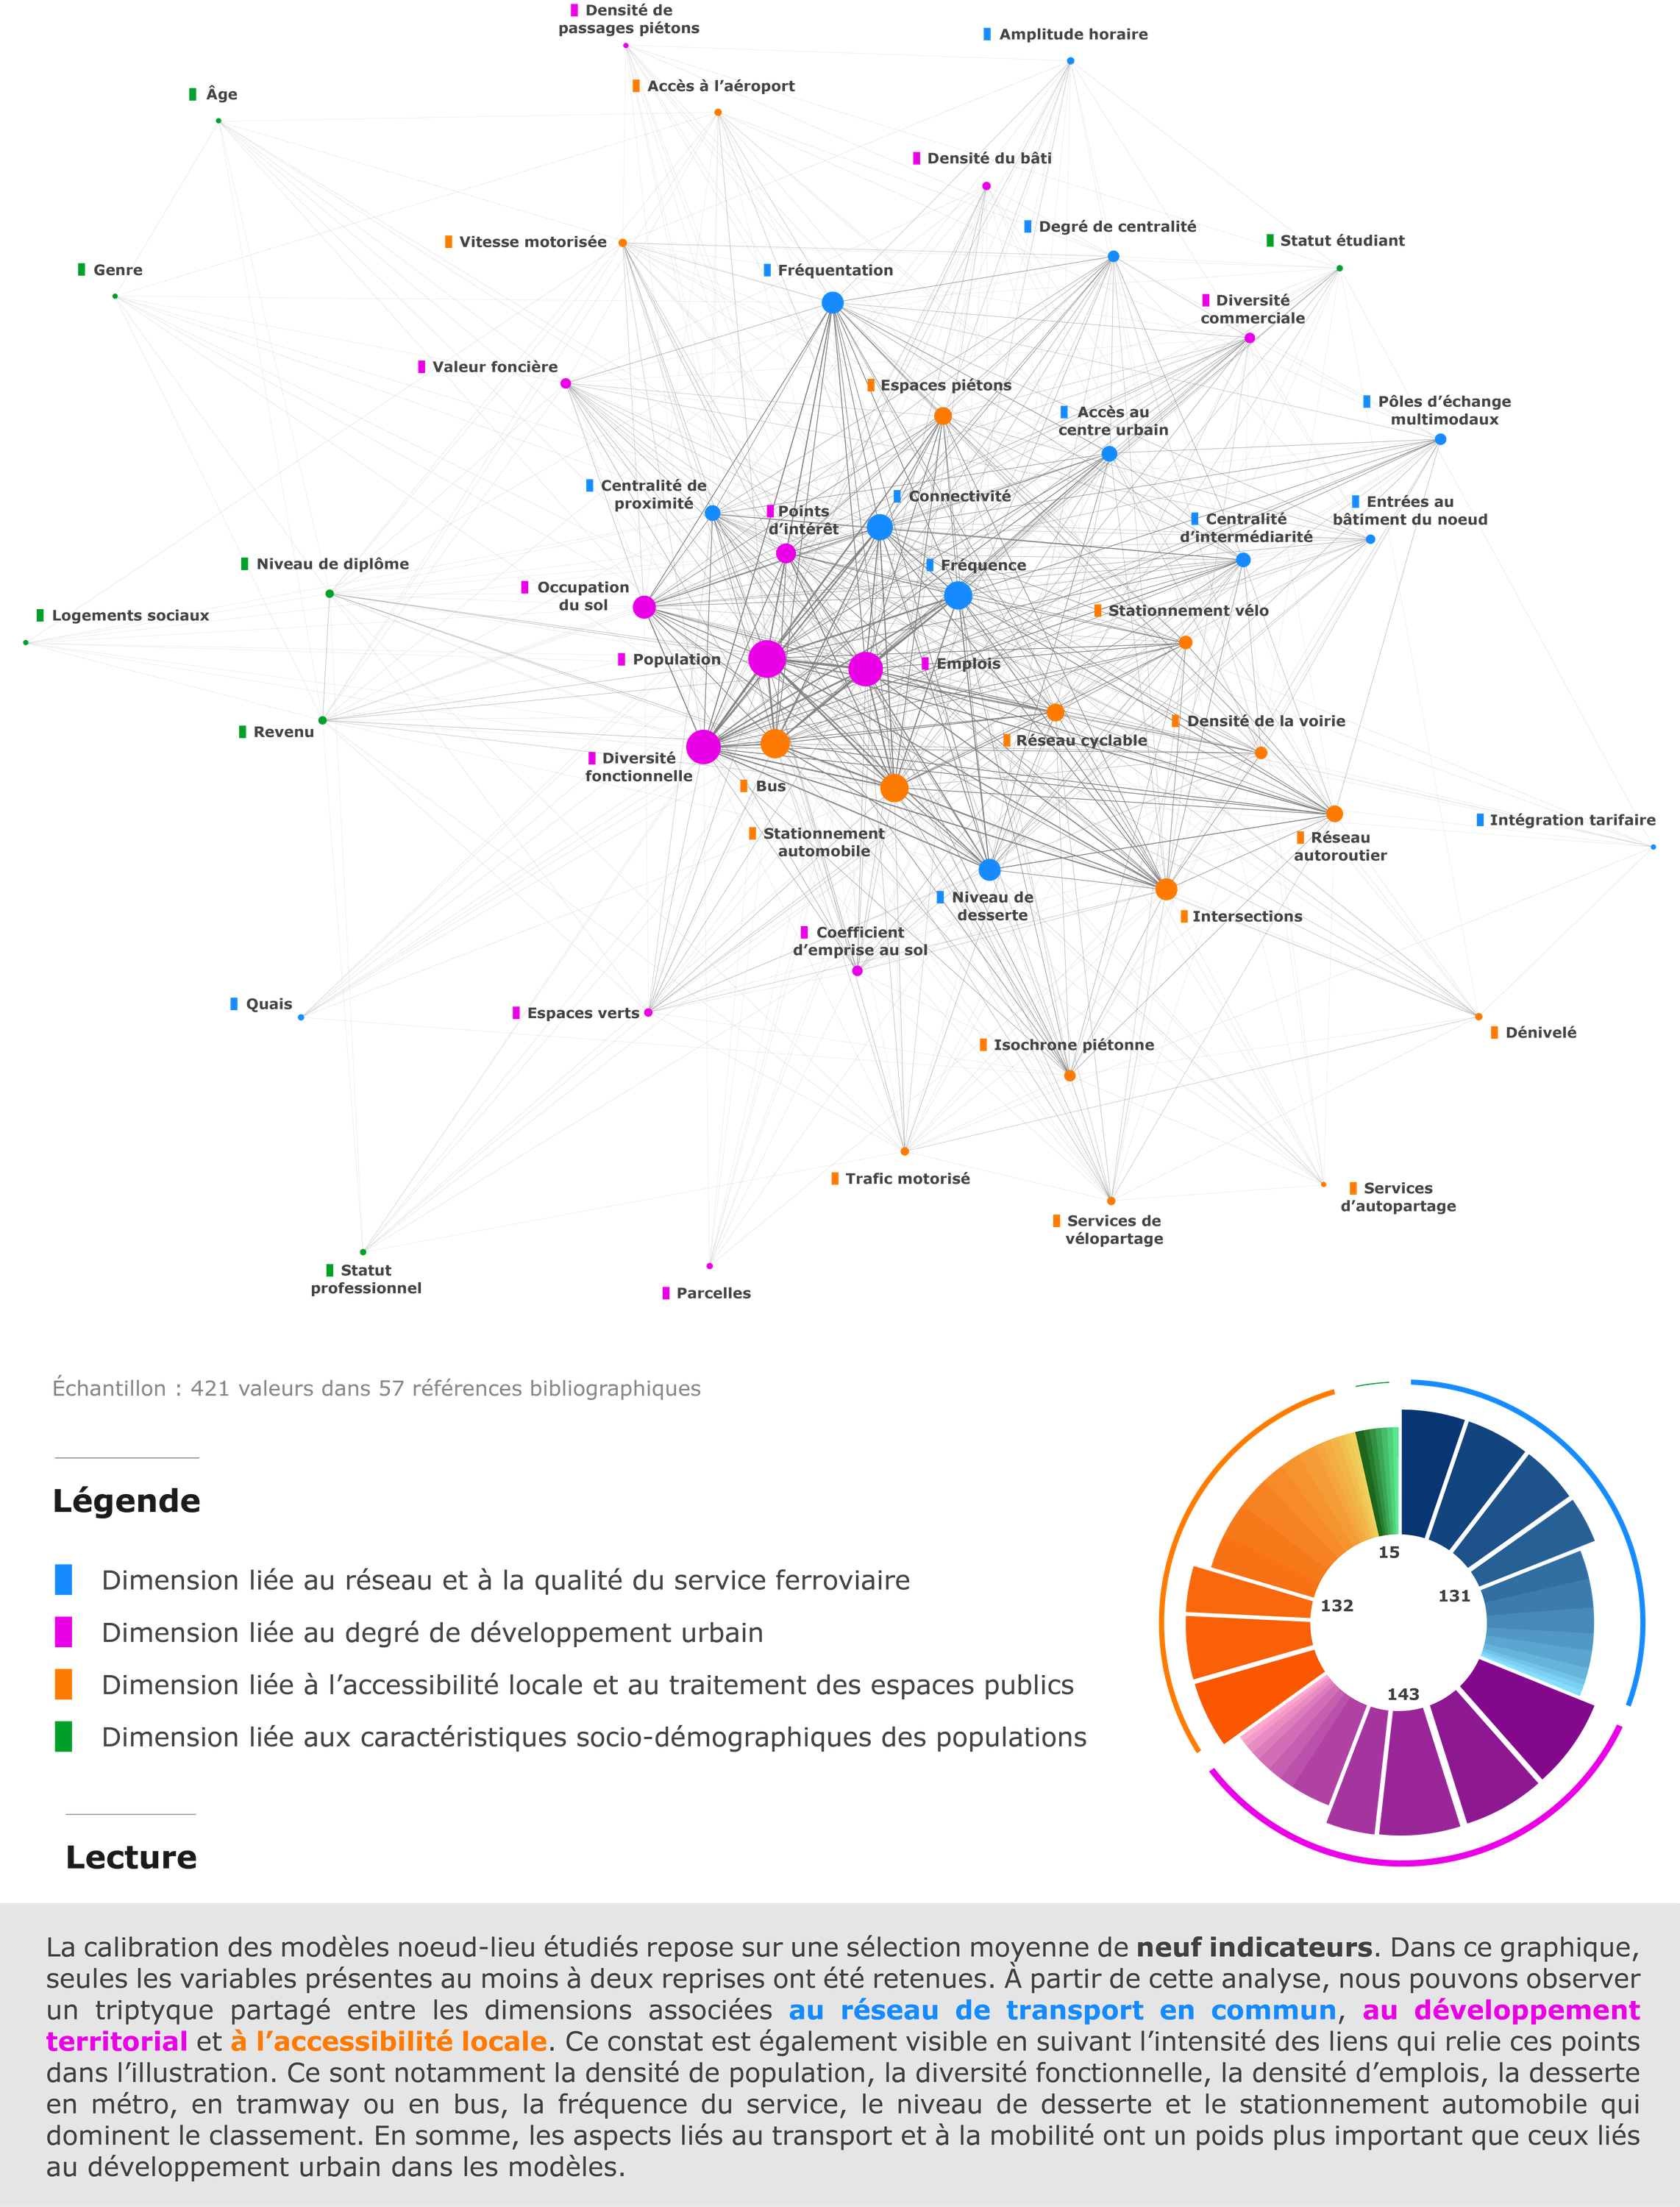 Densité de
passages piétons
Amplitude horaire
Accès à l’aéroport
Âge
Densité du bâti
Degré de centralité
Vitesse motorisée
Statut étudiant
Genre
Fréquentation
Diversité
commerciale
Valeur foncière
Espaces piétons
Accès au
centre urbain
Pôles d’échange
multimodaux
Centralité de
proximité
Connectivité
Points
d’intérêt
Entrées au
bâtiment du noeud
Centralité
d’intermédiarité
Niveau de diplôme
Fréquence
Occupation
du sol
Logements sociaux
Stationnement vélo
Population
Emplois
Revenu
Densité de la voirie
Réseau cyclable
Diversité
fonctionnelle
Bus
Stationnement
automobile
Intégration tarifaire
Réseau
autoroutier
Niveau de
desserte
Intersections
Coefficient
d’emprise au sol
Quais
Espaces verts
Dénivelé
Isochrone piétonne
Trafic motorisé
Services
d’autopartage
Services de
vélopartage
Statut
professionnel
Parcelles
Échantillon : 421 valeurs dans 57 références bibliographiques
Légende
Dimension liée au réseau et à la qualité du service ferroviaire
Dimension liée au degré de développement urbain
Dimension liée à l’accessibilité locale et au traitement des espaces publics
Dimension liée aux caractéristiques socio-démographiques des populations
15
131
132
143
Lecture
La calibration des modèles noeud-lieu étudiés repose sur une sélection moyenne de neuf indicateurs. Dans ce graphique,
seules les variables présentes au moins à deux reprises ont été retenues. À partir de cette analyse, nous pouvons observer
un triptyque partagé entre les dimensions associées au réseau de transport en commun, au développement
territorial et à l’accessibilité locale. Ce constat est également visible en suivant l’intensité des liens qui relie ces points
dans l’illustration. Ce sont notamment la densité de population, la diversité fonctionnelle, la densité d’emplois, la desserte
en métro, en tramway ou en bus, la fréquence du service, le niveau de desserte et le stationnement automobile qui
dominent le classement. En somme, les aspects liés au transport et à la mobilité ont un poids plus important que ceux liés
au développement urbain dans les modèles.